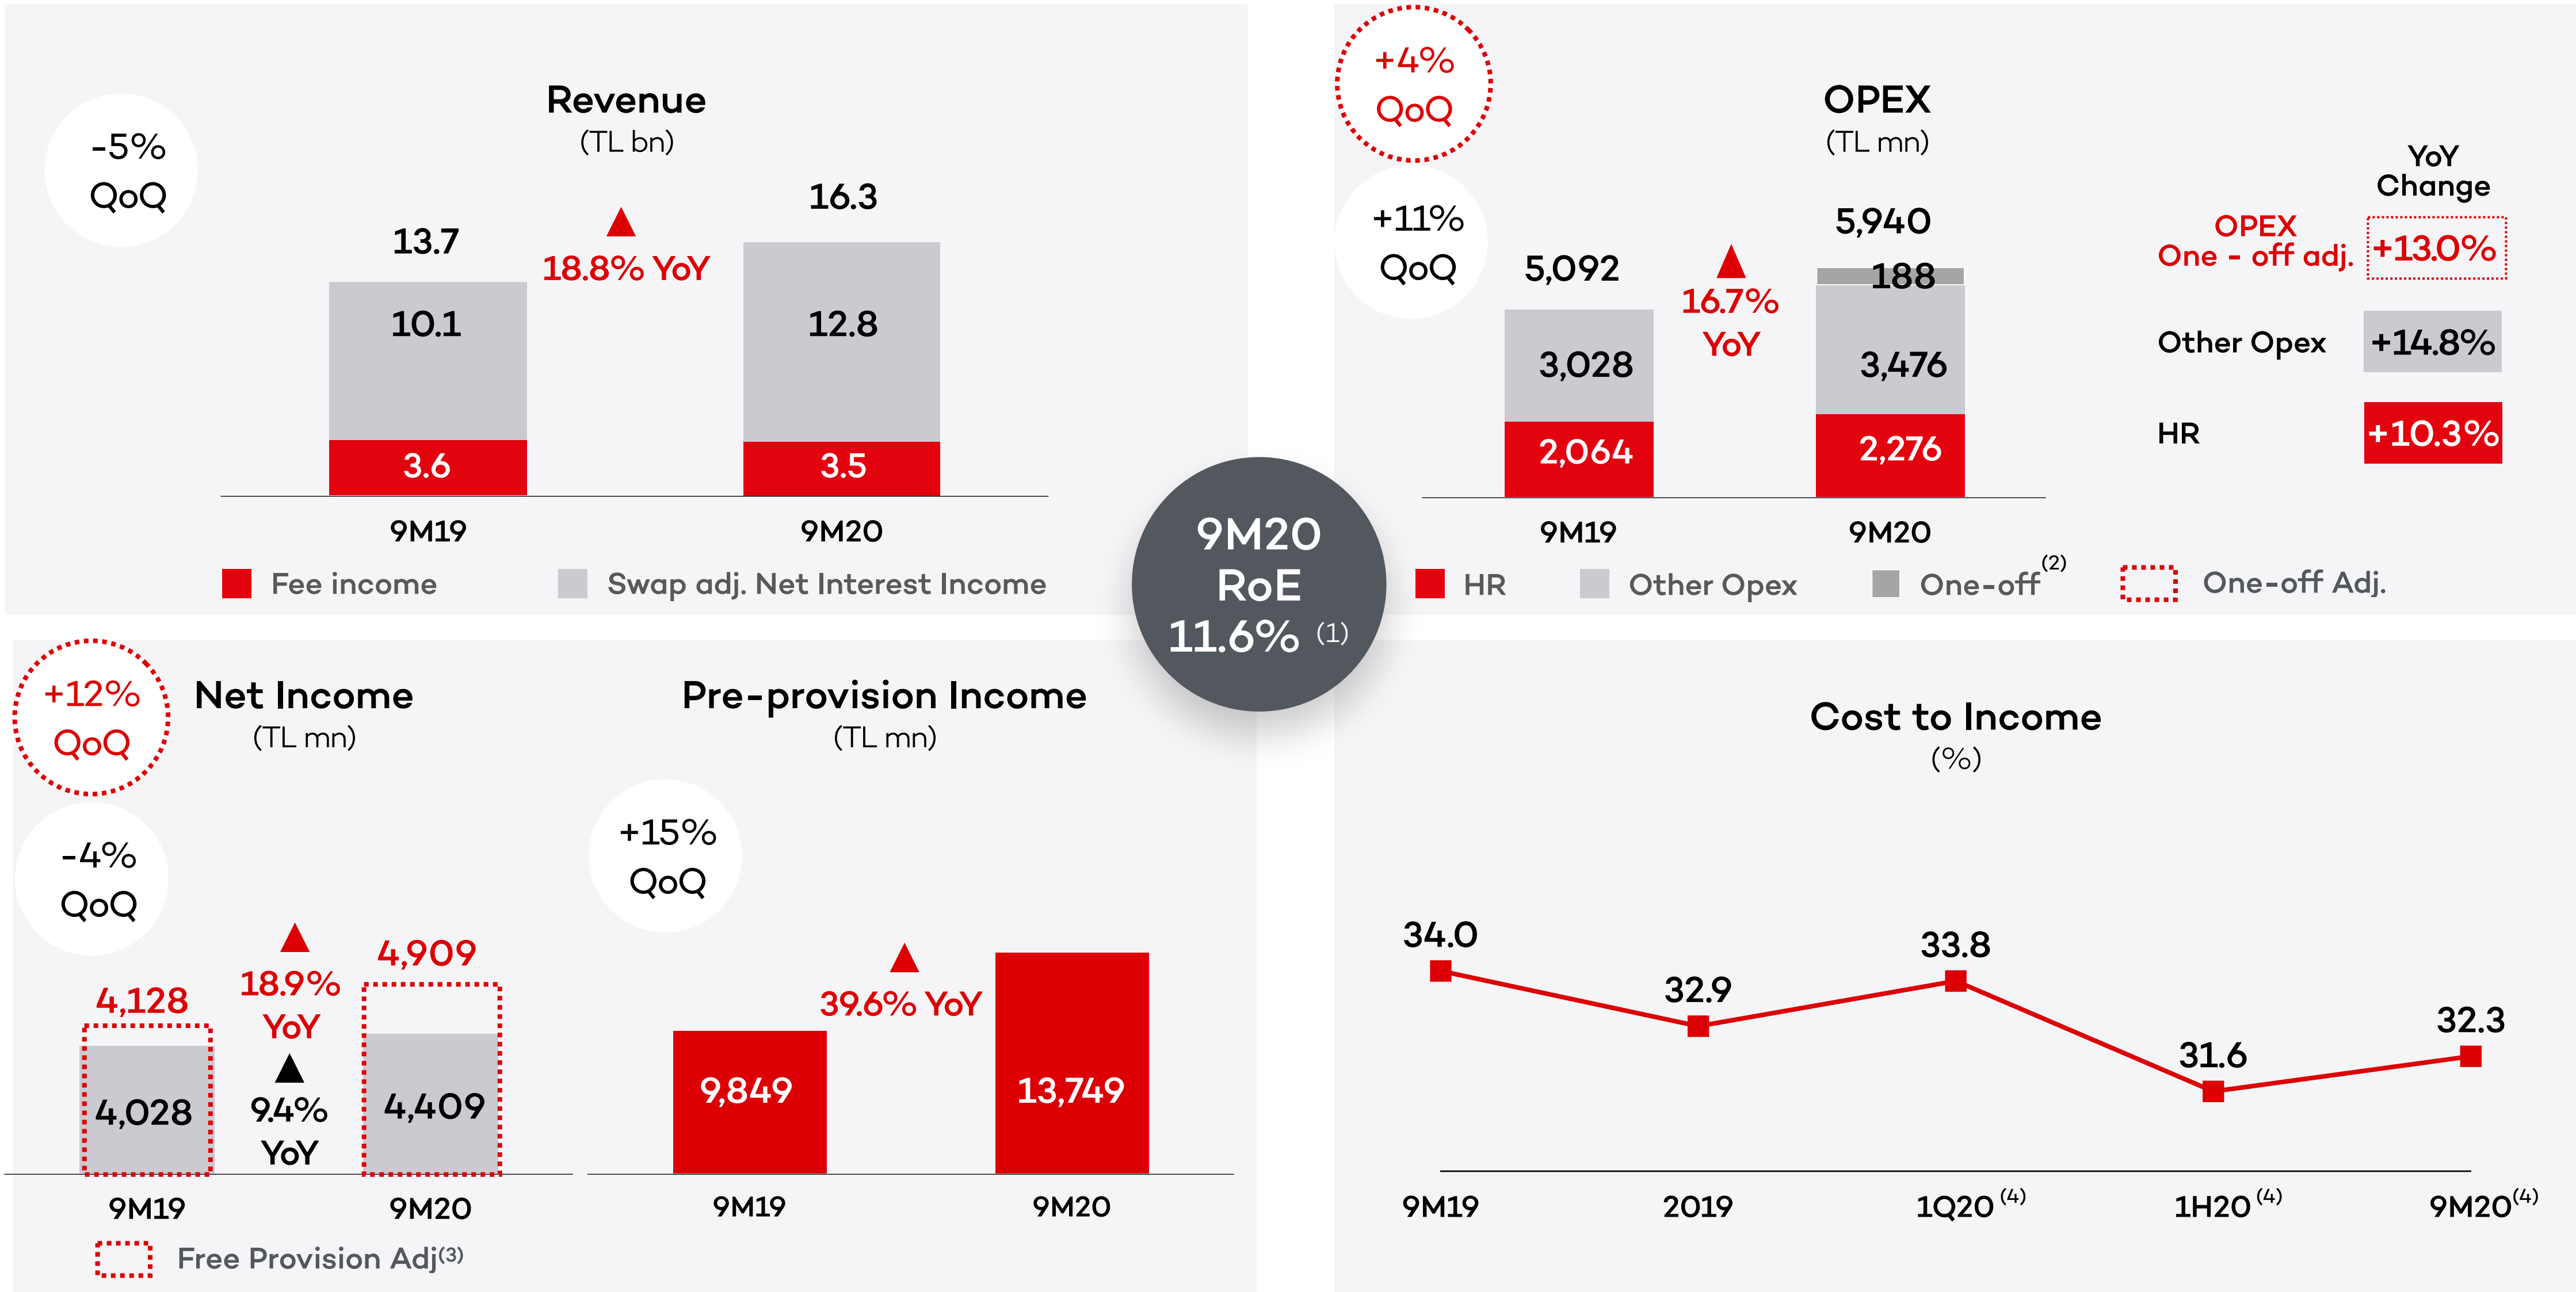 Revenue
(TL bn)
-5%
QoQ
13.7
10.1
3.6
18.8% YoY
16.3
12.8
3.5
9M19
9M20
Fee income
Swap adj. Net Interest Income
+4%
QoQ
+11%
QoQ
OPEX
(TL mn)
5,092
3,028
2,064
16.7%
YoY
5,940
188
3,476
2,276
9M19
9M20
YoY
Change
OPEX
One - off adj.
+13.0%
Other Opex
+14.8%
HR
+10.3%
HR
Other Opex
One-off(2)
One-off Adj.
9M20
RoE
11.6% (1)
+12%
QoQ
-4%
QoQ
Net Income
(TL mn)
4,128
4,028
18.9%
YoY
9.4%
YoY
4,909
4,409
9M19
9M20
Free Provision Adj(3)
Pre-provision Income
(TL mn)
+15%
QoQ
9,849
39.6% YoY
13,749
9M19
9M20
Cost to Income
(%)
34.0
32.9
33.8
31.6
32.3
9M19
2019
1Q20 (4)
1H20 (4)
9M20(4)